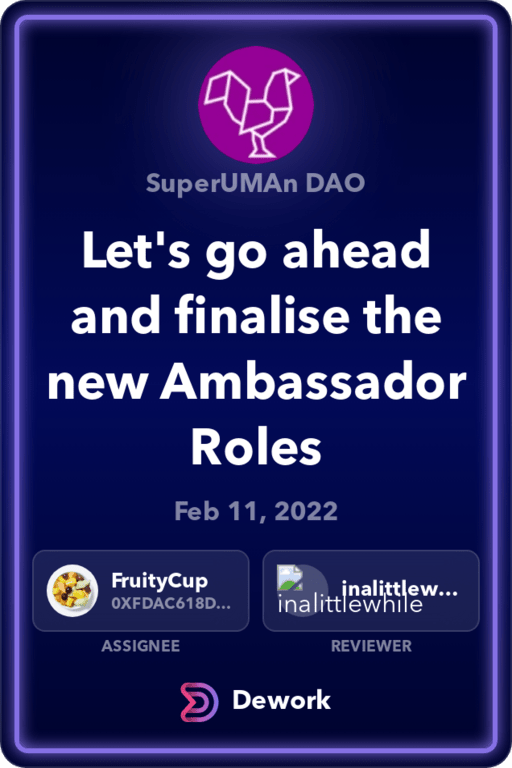 SuperUMAn DAO
Let's go ahead
and finalise the
new Ambassador
Roles
Feb 11, 2022
FruityCup
0XFDAC618D...
inalittlew...
inalittlewhile
ASSIGNEE
REVIEWER
Dework